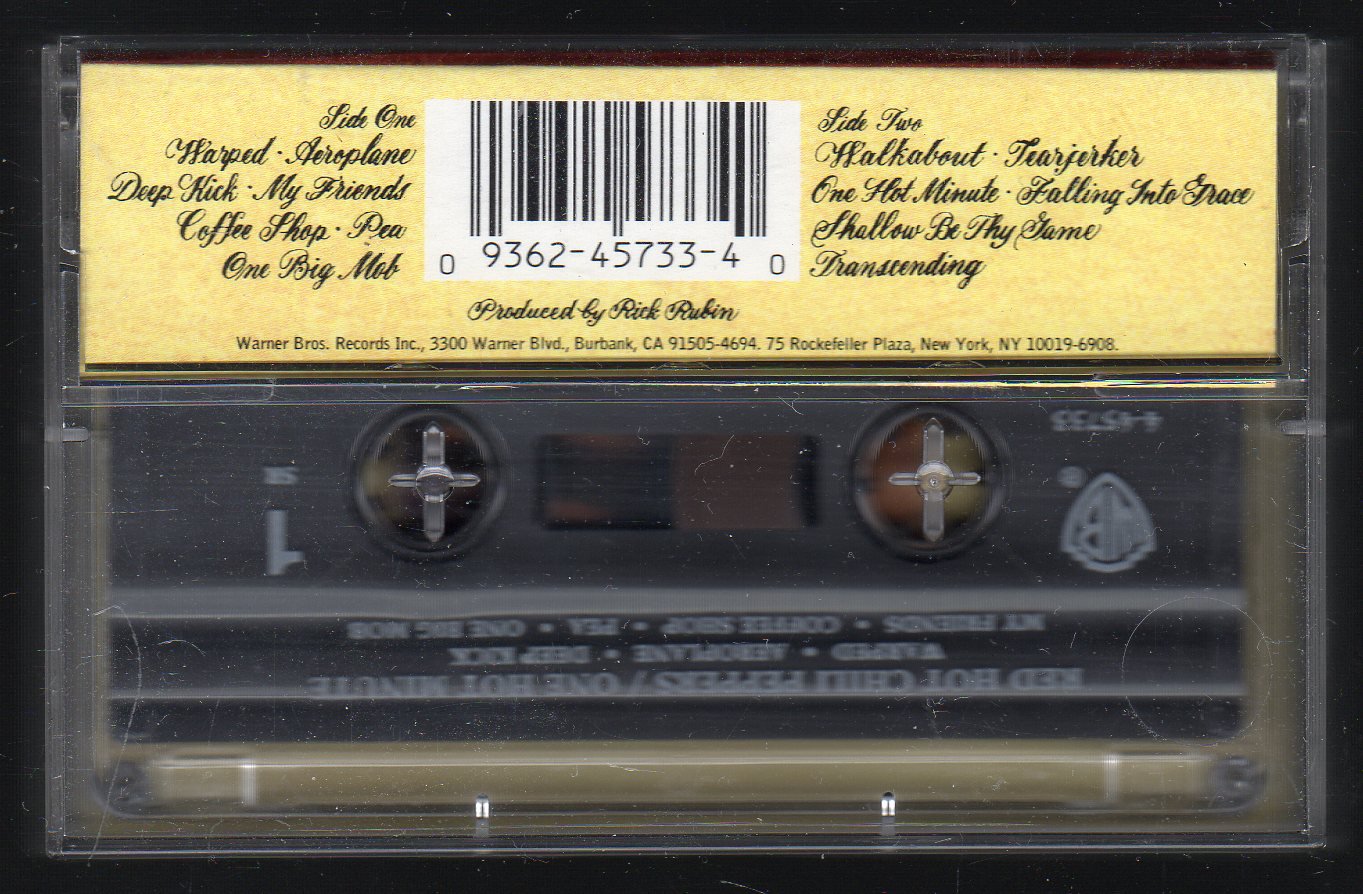 Side One
Warped · Aeroplane
Deep Kick · My Friends
Coffee Shop · Pea
One Big Mob
0 9362-45733-4 0
Side Two
Walkabout · Tearjerker
One Hot Minute · Falling Into Grace
Shallow Be Thy Game
Transcending
Produced by Rick Rubin
Warner Bros. Records Inc., 3300 Warner Blvd., Burbank, CA 91505-4694. 75 Rockefeller Plaza, New York, NY 10019-6908.
RED HOT CHILI PEPPERS / ONE HOT MINUTE
WARPED • AEROPLANE • DEEP KICK
MY FRIENDS • COFFEE SHOP • PEA • ONE BIG MOB
1
SR
4-45733
®